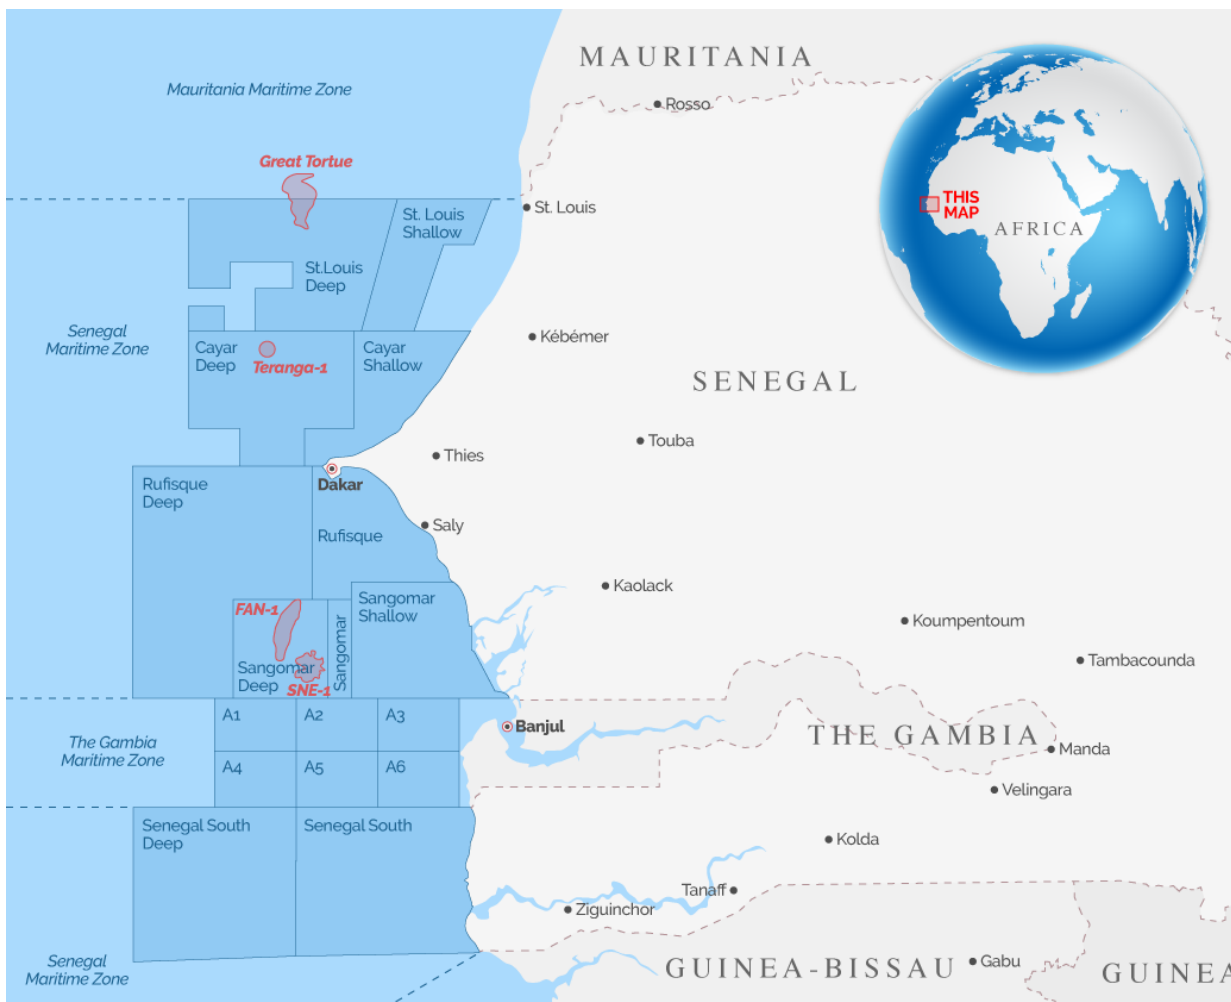 MAURITANIA
Mauritania Maritime Zone
Rosso
Great Tortue
THIS
MAP
AFRICA
St. Louis
St. Louis
Shallow
St.Louis
Deep
Senegal
Maritime Zone
Kébémer
Cayar
Deep
Teranga-1
Cayar
Shallow
SENEGAL
Touba
Thies
Dakar
Rufisque
Deep
Rufisque
Saly
Kaolack
Sangomar
Shallow
FAN-1
Koumpentoum
Sangomar
Sangomar
Deep
SNE-1
Tambacounda
A1
A2
A3
Banjul
THE GAMBIA
The Gambia
Maritime Zone
Manda
A4
A5
A6
Velingara
Senegal South
Deep
Senegal South
Kolda
Tanaff
Ziguinchor
Senegal
Maritime Zone
GUINEA-BISSAU
Gabu
GUINEA